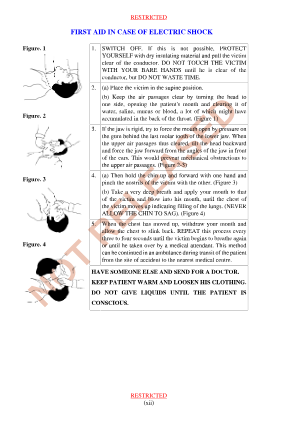 RESTRICTED
FIRST AID IN CASE OF ELECTRIC SHOCK
Figure. 1
1. SWITCH OFF. If this is not possible, PROTECT
YOURSELF with dry insulating material and pull the victim
clear of the conductor. DO NOT TOUCH THE VICTIM
WITH YOUR BARE HANDS until he is clear of the
conductor, but DO NOT WASTE TIME.
2. (a) Place the victim in the supine position.
(b) Keep the air passages clear by turning the head to
one side, opening the patient's mouth and clearing it of
water, saliva, mucus or blood, a lot of which might have
accumulated in the back of the throat. (Figure 1)
Figure. 2
3. If the jaw is rigid, try to force the mouth open by pressure on
the gums behind the last molar tooth of the lower jaw. When
the upper air passages thus cleared, tilt the head backward
and force the jaw forward from the angles of the jaw in front
of the ears. This would prevent mechanical obstructions to
the upper air passages. (Figure 2-3)
Figure. 3
4. (a) Then hold the chin up and forward with one hand and
pinch the nostrils of the victim with the other. (Figure 3)
(b) Take a very deep breath and apply your mouth to that
of the victim and blow into his mouth, until the chest of
the victim moves up indicating filling of the lungs. (NEVER
ALLOW THE CHIN TO SAG). (Figure 4)
5. When the chest has moved up, withdraw your mouth and
allow the chest to sink back. REPEAT this process every
three to four seconds until the victim begins to breathe again
or until he taken over by a medical attendant. This method
can be continued in an ambulance during transit of the patient
from the site of accident to the nearest medical centre.
Figure. 4
HAVE SOMEONE ELSE AND SEND FOR A DOCTOR.
KEEP PATIENT WARM AND LOOSEN HIS CLOTHING.
DO NOT GIVE LIQUIDS UNTIL THE PATIENT IS
CONSCIOUS.
RESTRICTED
(xii)